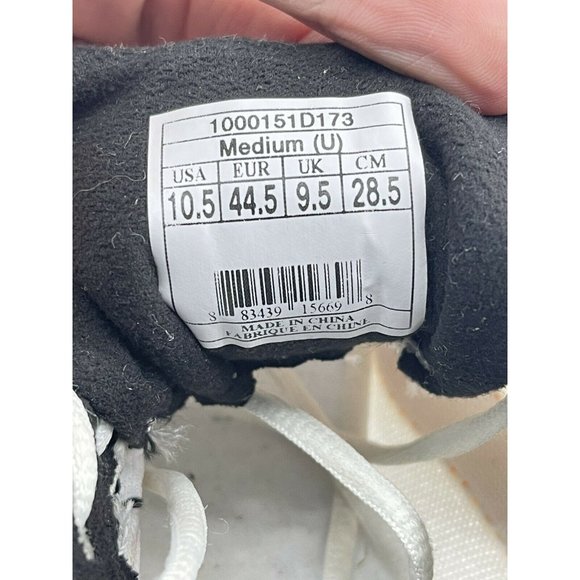 1000151D173
Medium (U)
USA EUR UK CM
10.5 44.5 9.5 28.5
8 83439 15669 8
MADE IN CHINA
FABRIQUE EN CHINE